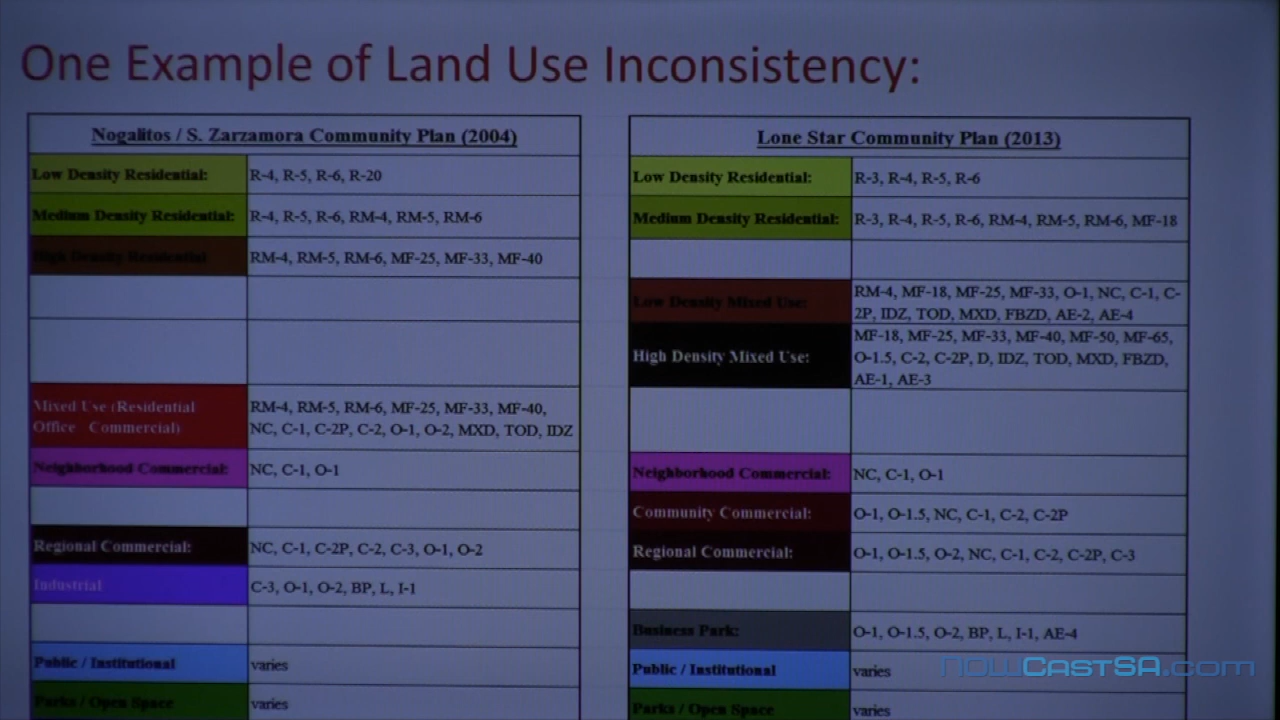 One Example of Land Use Inconsistency:
Nogalitos / S. Zarzamora Community Plan (2004)
Low Density Residential: R-4, R-5, R-6, R-20
Medium Density Residential: R-4, R-5, R-6, RM-4, RM-5, RM-6
High Density Residential RM-4, RM-5, RM-6, MF-25, MF-33, MF-40
Mixed Use (Residential
Office Commercial)
RM-4, RM-5, RM-6, MF-25, MF-33, MF-40,
NC, C-1, C-2P, C-2, O-1, O-2, MXD, TOD, IDZ
Neighborhood Commercial: NC, C-1, O-1
Regional Commercial: NC, C-1, C-2P, C-2, C-3, O-1, O-2
Industrial C-3, O-1, O-2, BP, L, I-1
Public / Institutional varies
Parks / Open Space varies
Lone Star Community Plan (2013)
Low Density Residential: R-3, R-4, R-5, R-6
Medium Density Residential: R-3, R-4, R-5, R-6, RM-4, RM-5, RM-6, MF-18
Low Density Mixed Use:
RM-4, MF-18, MF-25, MF-33, O-1, NC, C-1, C-
2P, IDZ, TOD, MXD, FBZD, AE-2, AE-4
High Density Mixed Use:
MF-18, MF-25, MF-33, MF-40, MF-50, MF-65,
O-1.5, C-2, C-2P, D, IDZ, TOD, MXD, FBZD,
AE-1, AE-3
Neighborhood Commercial: NC, C-1, O-1
Community Commercial: O-1, O-1.5, NC, C-1, C-2, C-2P
Regional Commercial: O-1, O-1.5, O-2, NC, C-1, C-2, C-2P, C-3
Business Park: O-1, O-1.5, O-2, BP, L, I-1, AE-4
Public / Institutional varies
Parks / Open Space varies
NOWCASTSA.com